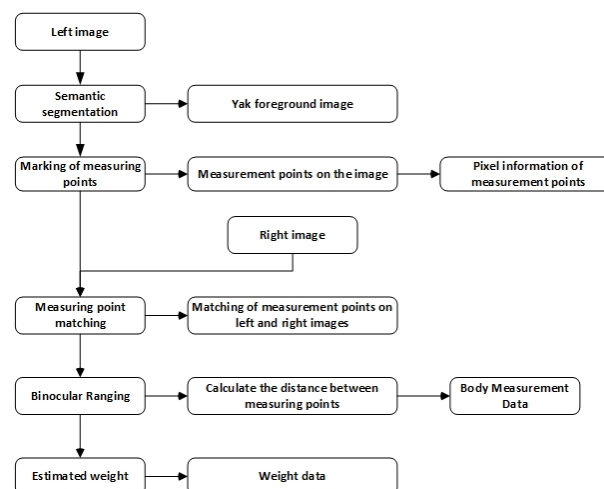 Left image
Semantic
segmentation
Yak foreground image
Marking of measuring
points
Measurement points on the image
Pixel information of
measurement points
Right image
Measuring point
matching
Matching of measurement points on
left and right images
Binocular Ranging
Calculate the distance between
measuring points
Body Measurement
Data
Estimated weight
Weight data